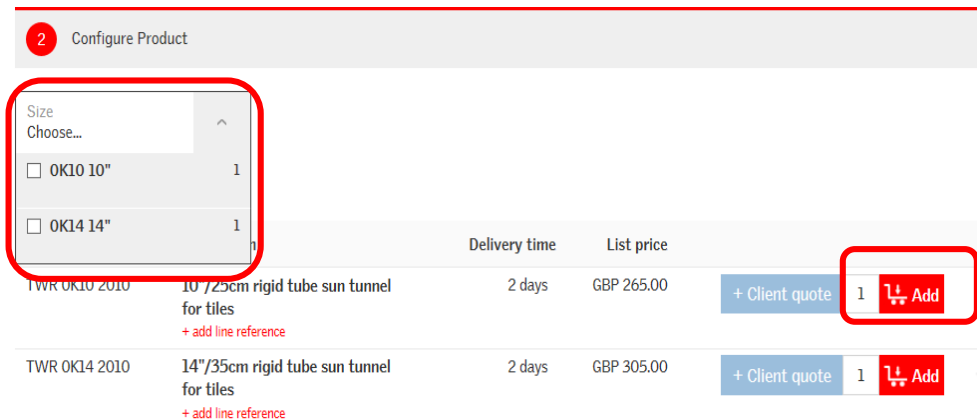 2 Configure Product
Size
Choose...
0K10 10" 1
0K14 14" 1
Delivery time List price
TWR 0K10 2010 10"/25cm rigid tube sun tunnel 2 days GBP 265.00 + Client quote 1 Add
for tiles
+ add line reference
TWR 0K14 2010 14"/35cm rigid tube sun tunnel 2 days GBP 305.00 + Client quote 1 Add
for tiles
+ add line reference